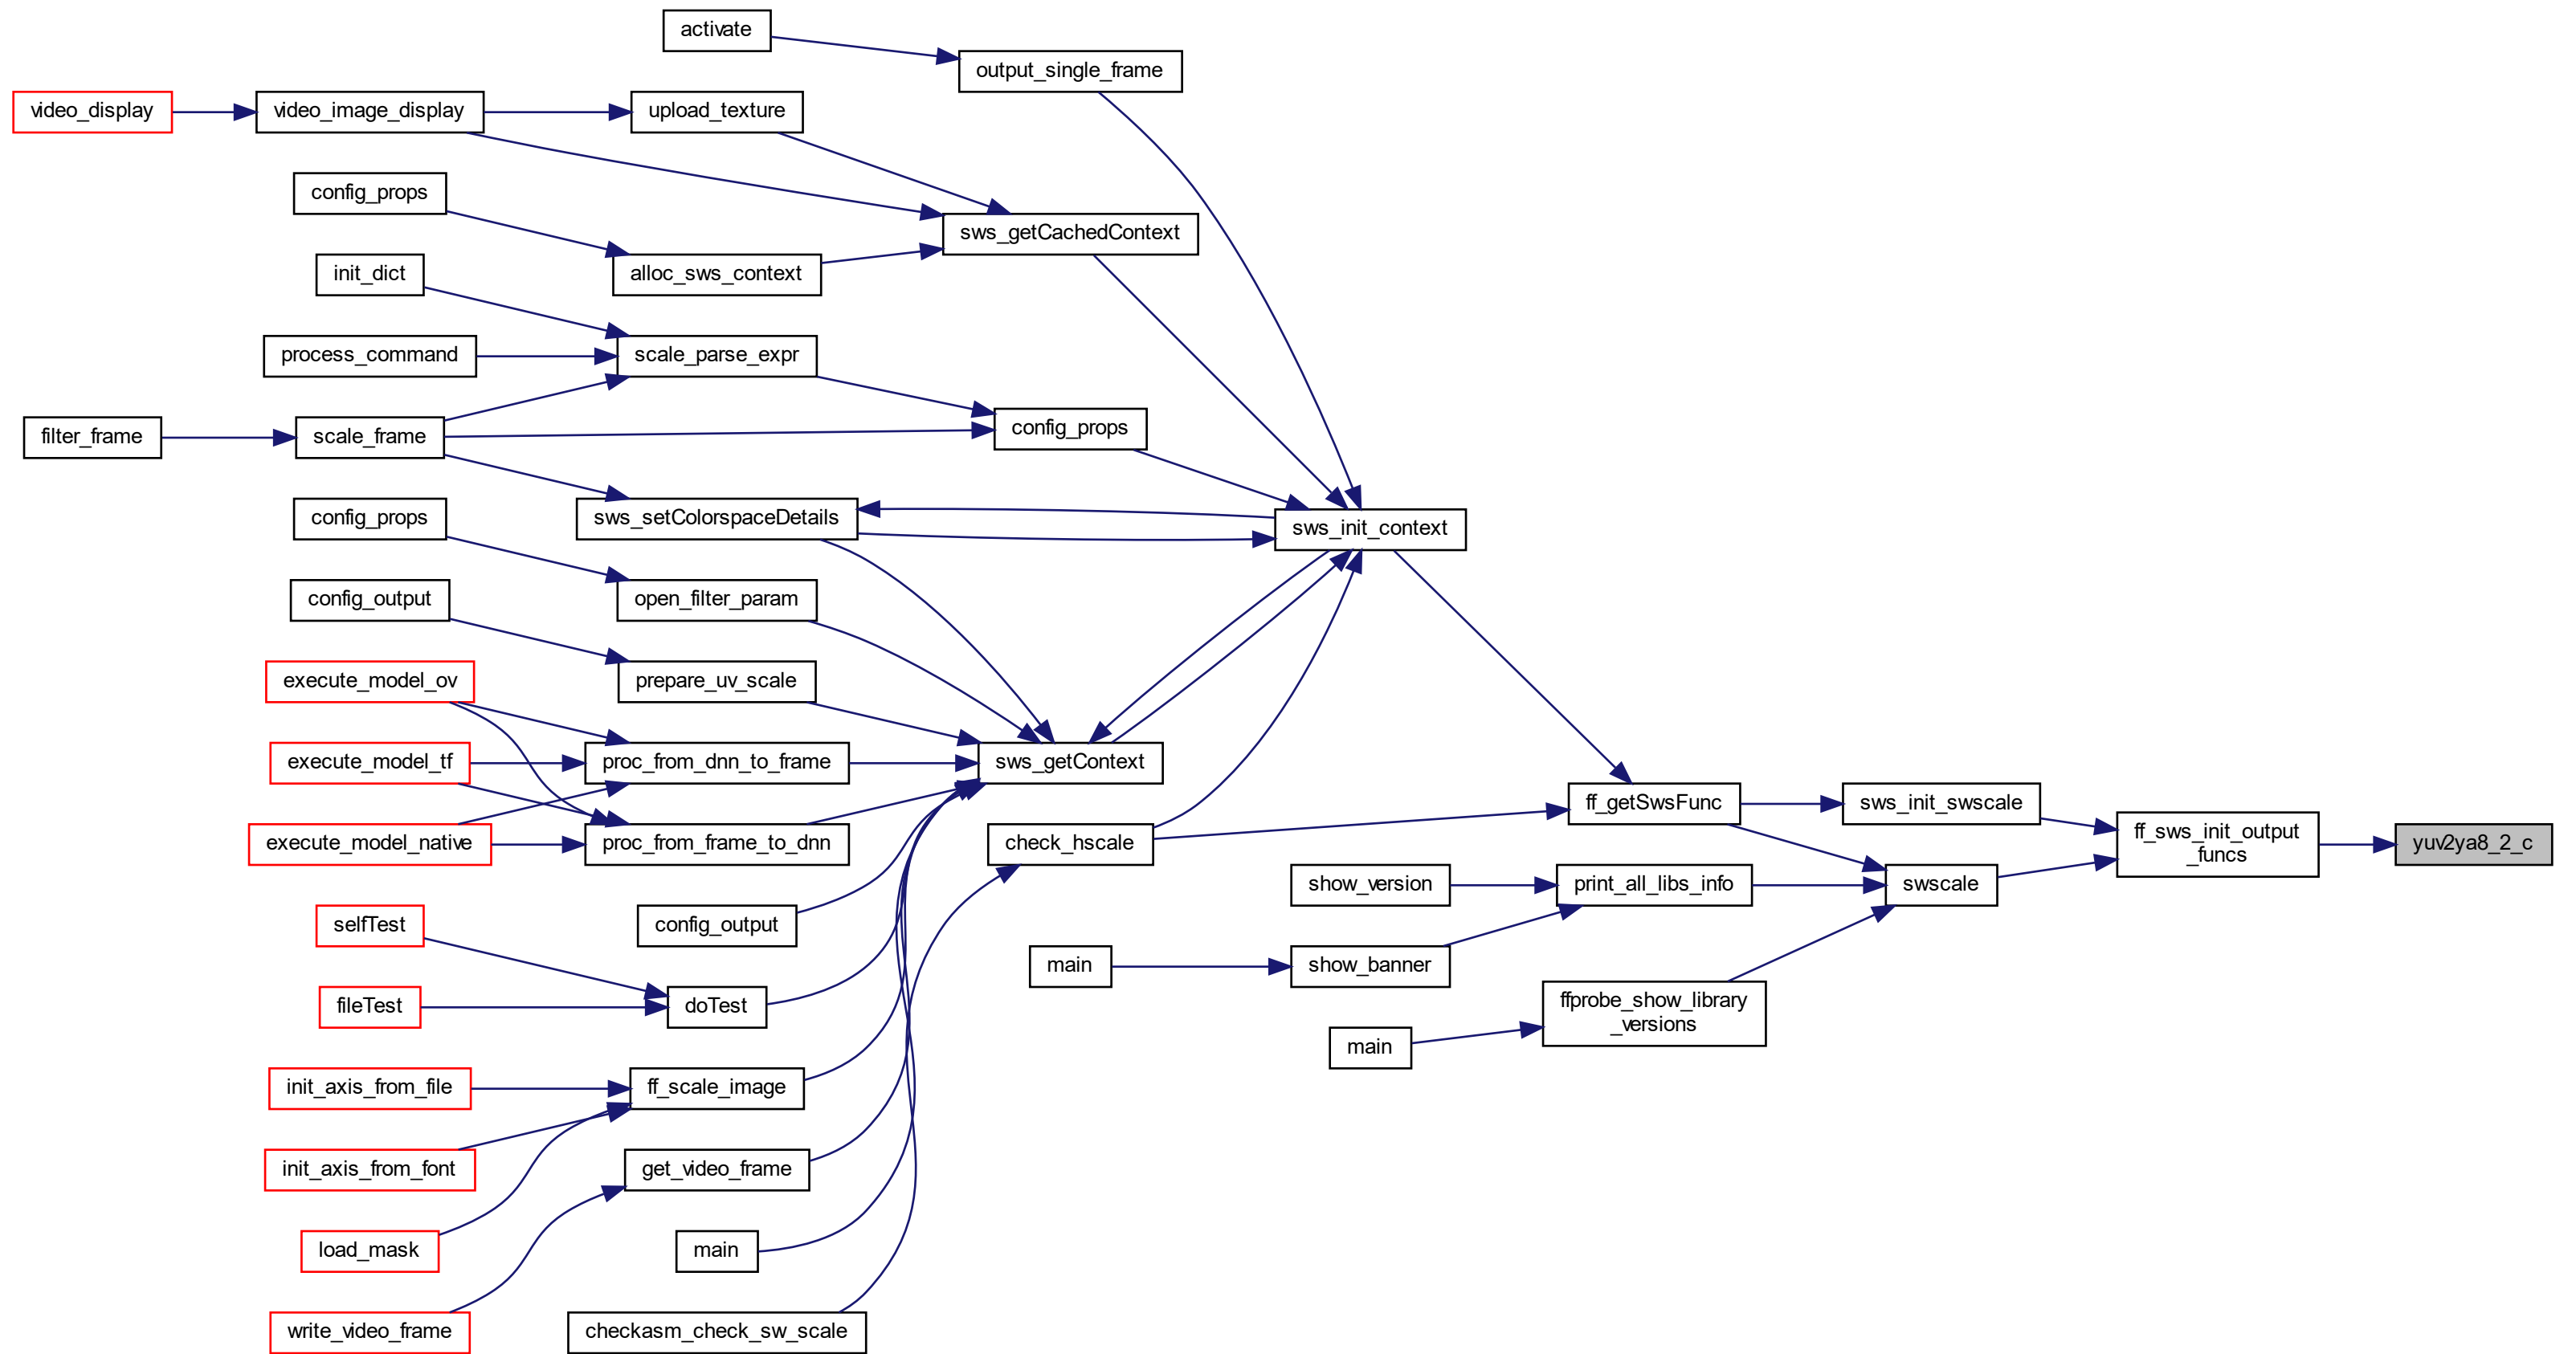 activate
output_single_frame
video_display
video_image_display
upload_texture
config_props
sws_getCachedContext
init_dict
alloc_sws_context
process_command
scale_parse_expr
filter_frame
scale_frame
config_props
config_props
sws_setColorspaceDetails
sws_init_context
config_output
open_filter_param
execute_model_ov
prepare_uv_scale
execute_model_tf
proc_from_dnn_to_frame
sws_getContext
ff_getSwsFunc
sws_init_swscale
execute_model_native
proc_from_frame_to_dnn
check_hscale
ff_sws_init_output
_funcs
yuv2ya8_2_c
show_version
print_all_libs_info
swscale
selfTest
config_output
main
show_banner
fileTest
doTest
ffprobe_show_library
_versions
main
init_axis_from_file
ff_scale_image
init_axis_from_font
get_video_frame
load_mask
main
write_video_frame
checkasm_check_sw_scale